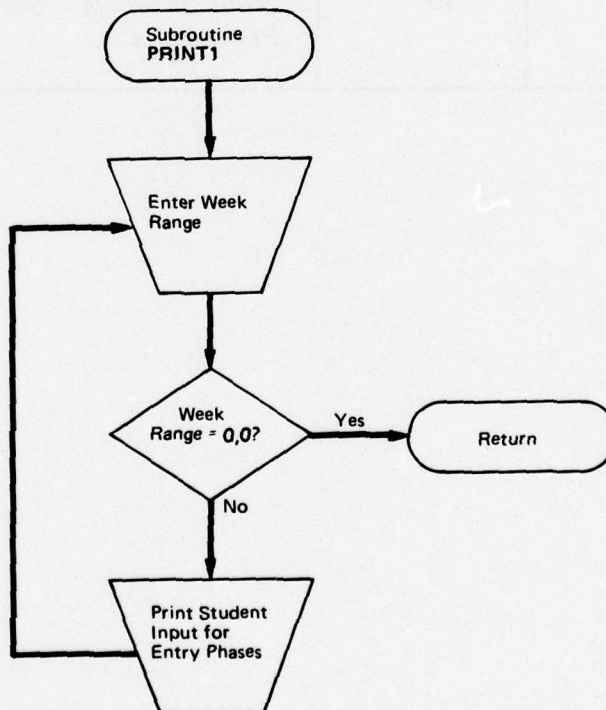 Subroutine
PRINT1
Enter Week
Range
Week
Range = 0,0?
Yes
Return
No
Print Student
Input for
Entry Phases